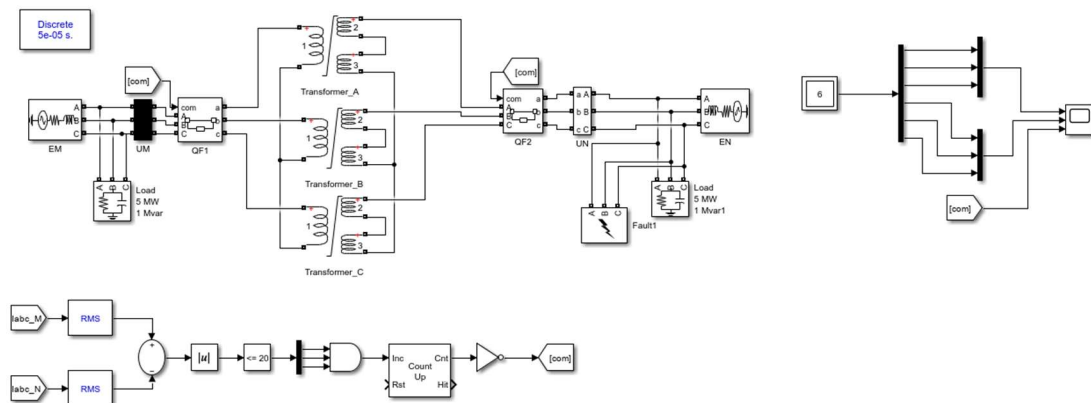 Discrete
5e-05 s.
[com]
A
B
C
EM
UM
com
A
B
C
a
b
c
QF1
A
B
C
Load
5 MW
1 Mvar
1
2
3
Transformer_A
1
2
3
Transformer_B
1
2
3
Transformer_C
[com]
com
A
B
C
a
b
c
QF2
a
b
c
A
B
C
UN
A
B
C
EN
A
B
C
Fault1
A
B
C
Load
5 MW
1 Mvar1
6
[com]
Iabc_M
RMS
Iabc_N
RMS
+
−
|u|
<= 20
Inc
Cnt
Count
Up
Rst
Hit
[com]